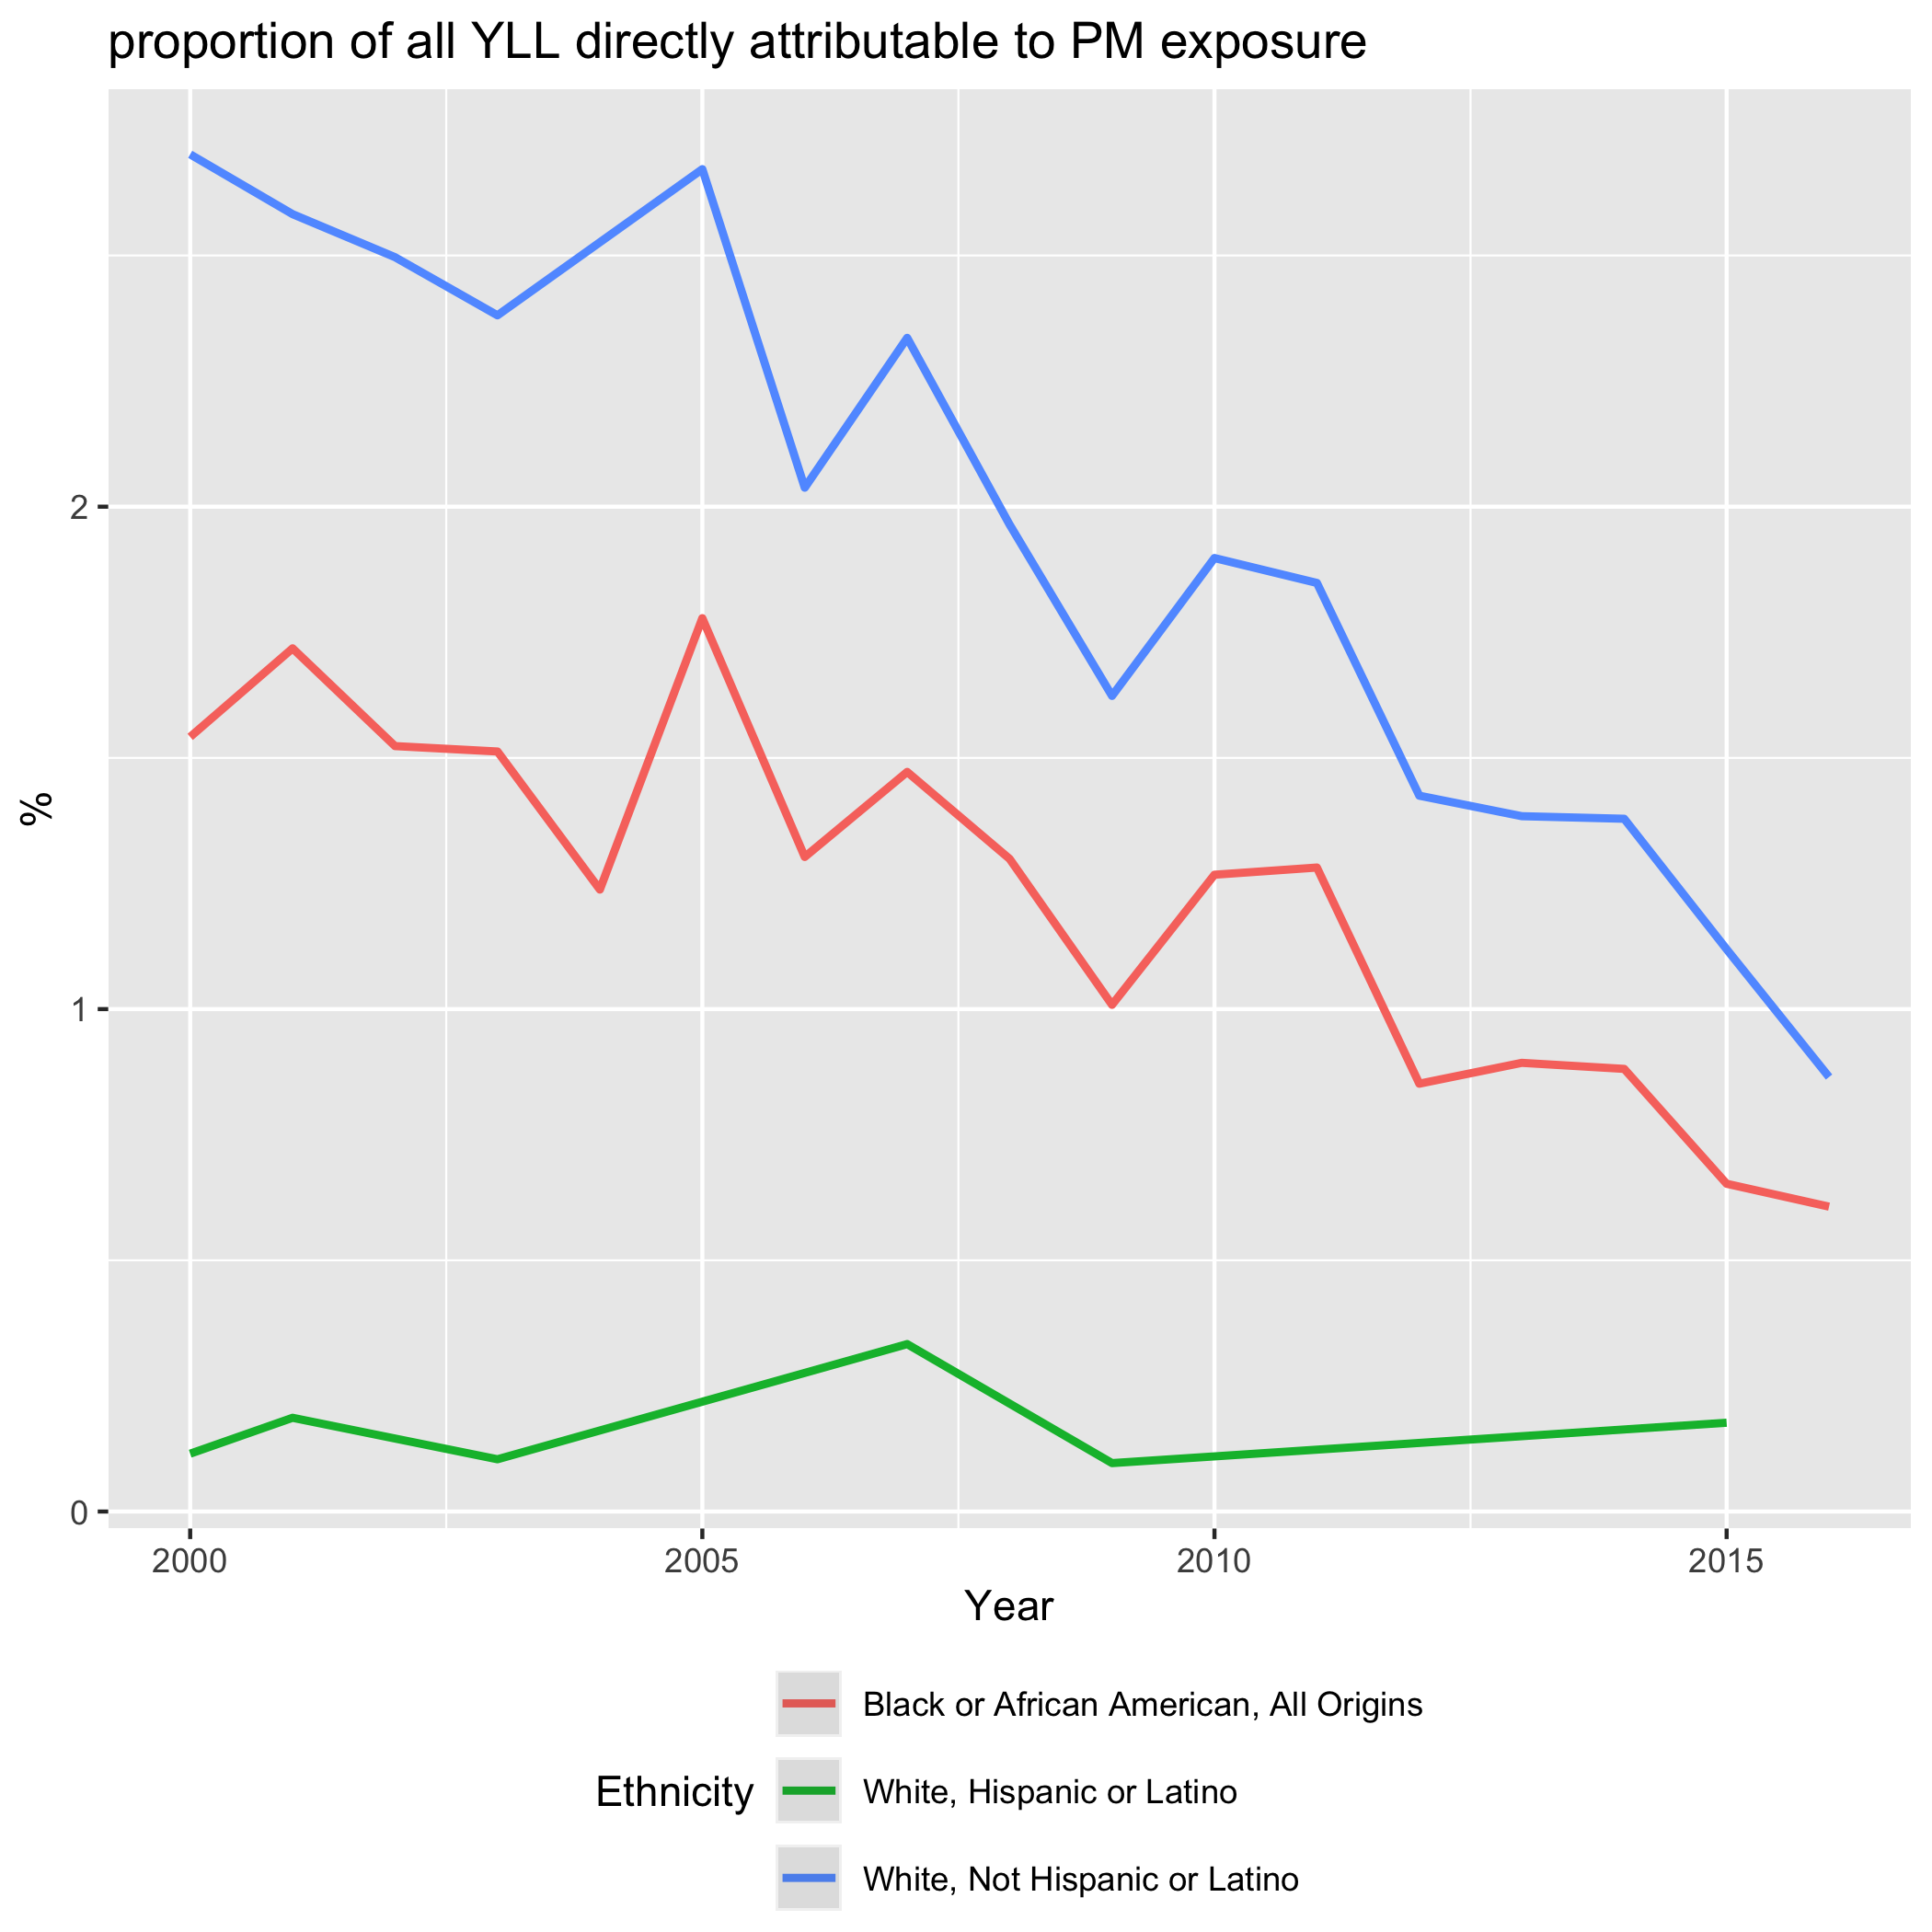 proportion of all YLL directly attributable to PM exposure
%
2
1
0
2000 2005 2010 2015
Year
Ethnicity
Black or African American, All Origins
White, Hispanic or Latino
White, Not Hispanic or Latino